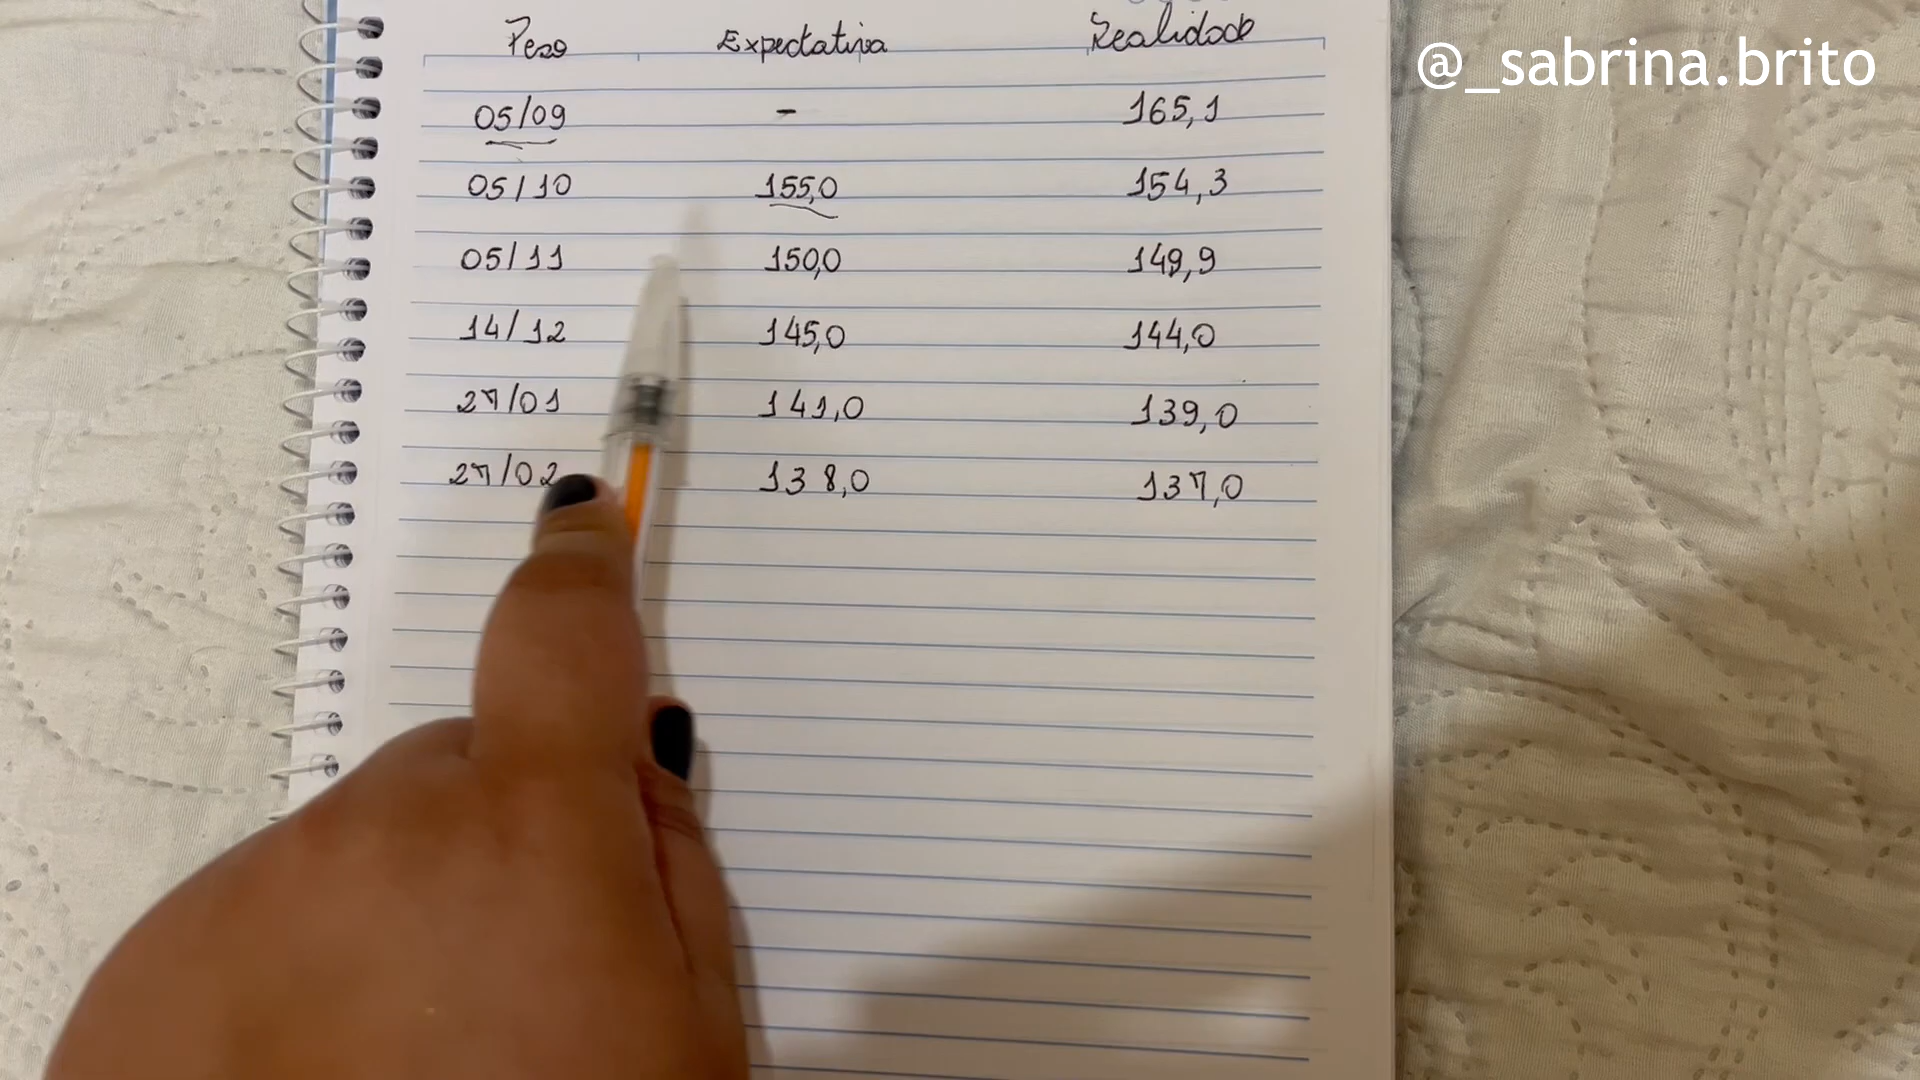 Peso Expectativa Realidade
@_sabrina.brito
05/09 - 165,1
05/10 155,0 154,3
05/11 150,0 149,9
14/12 145,0 144,0
27/01 141,0 139,0
27/02 138,0 137,0